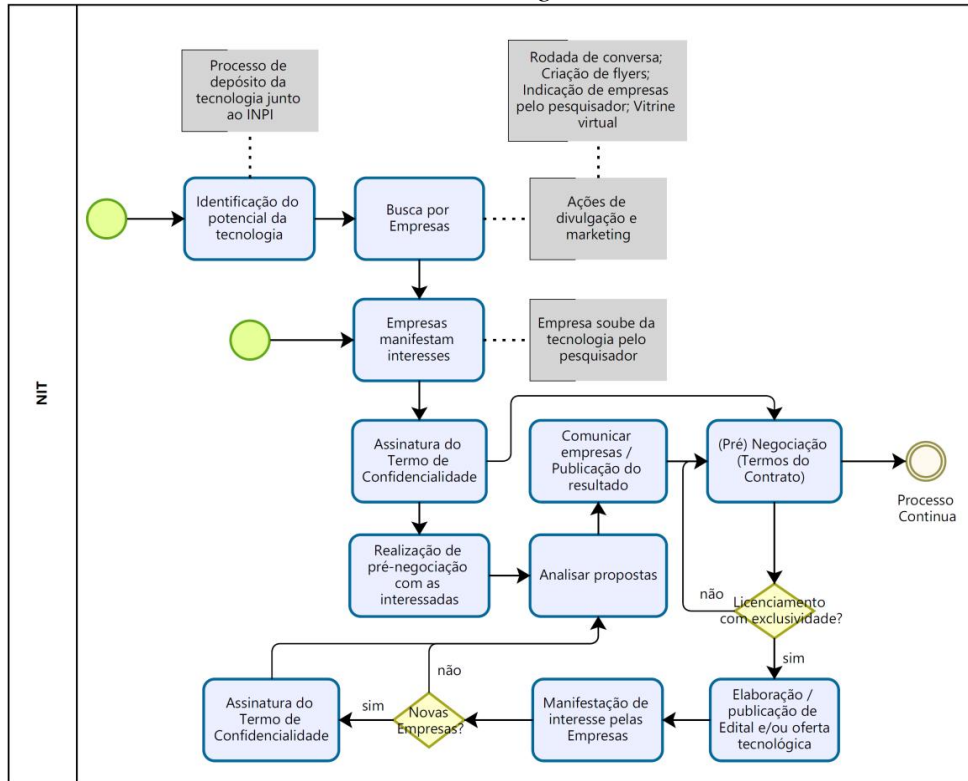 Processo de
depósito da
tecnologia junto
ao INPI
Rodada de conversa;
Criação de flyers;
Indicação de empresas
pelo pesquisador; Vitrine
virtual
Identificação do
potencial da
tecnologia
Busca por
Empresas
Ações de
divulgação e
marketing
Empresas
manifestam
interesses
Empresa soube da
tecnologia pelo
pesquisador
NIT
Assinatura do
Termo de
Confidencialidade
Comunicar
empresas /
Publicação do
resultado
(Pré) Negociação
(Termos do
Contrato)
Processo
Continua
Realização de
pré-negociação
com as
interessadas
Analisar propostas
não
Licenciamento
com exclusividade?
sim
não
Assinatura do
Termo de
Confidencialidade
sim
Novas
Empresas?
Manifestação de
interesse pelas
Empresas
Elaboração /
publicação de
Edital e/ou oferta
tecnológica